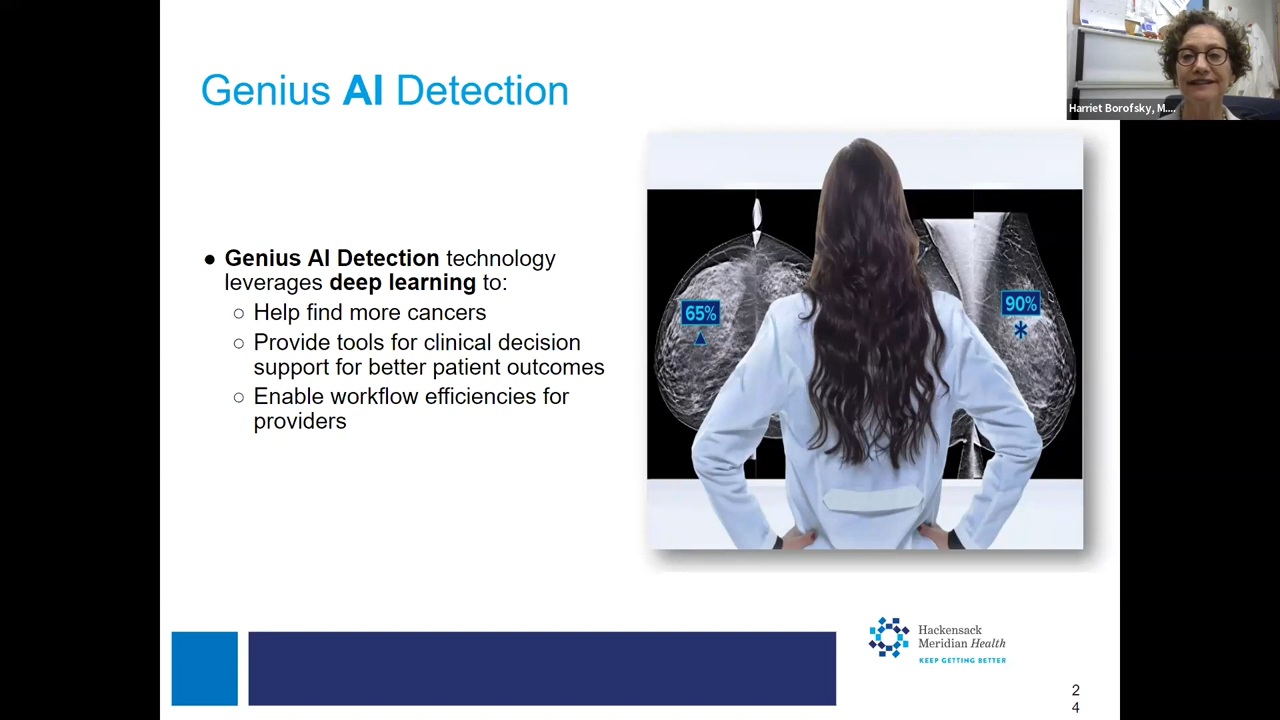 Genius AI Detection
Harriet Borofsky, M....
● Genius AI Detection technology
leverages deep learning to:
○ Help find more cancers
○ Provide tools for clinical decision
support for better patient outcomes
○ Enable workflow efficiencies for
providers
65%
90%
Hackensack
Meridian Health
KEEP GETTING BETTER
2
4